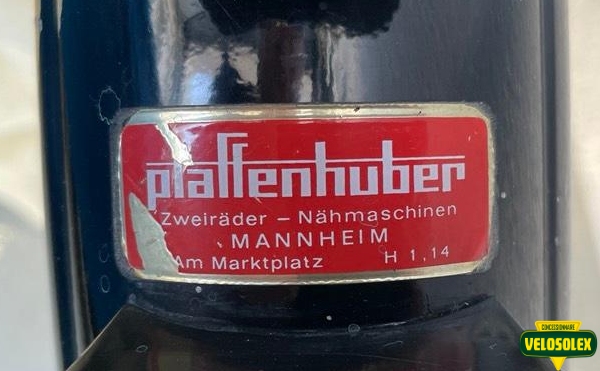 pfaffenhuber
Zweiräder – Nähmaschinen
MANNHEIM
Am Marktplatz H 1,14
CONCESSIONNAIRE
VELOSOLEX